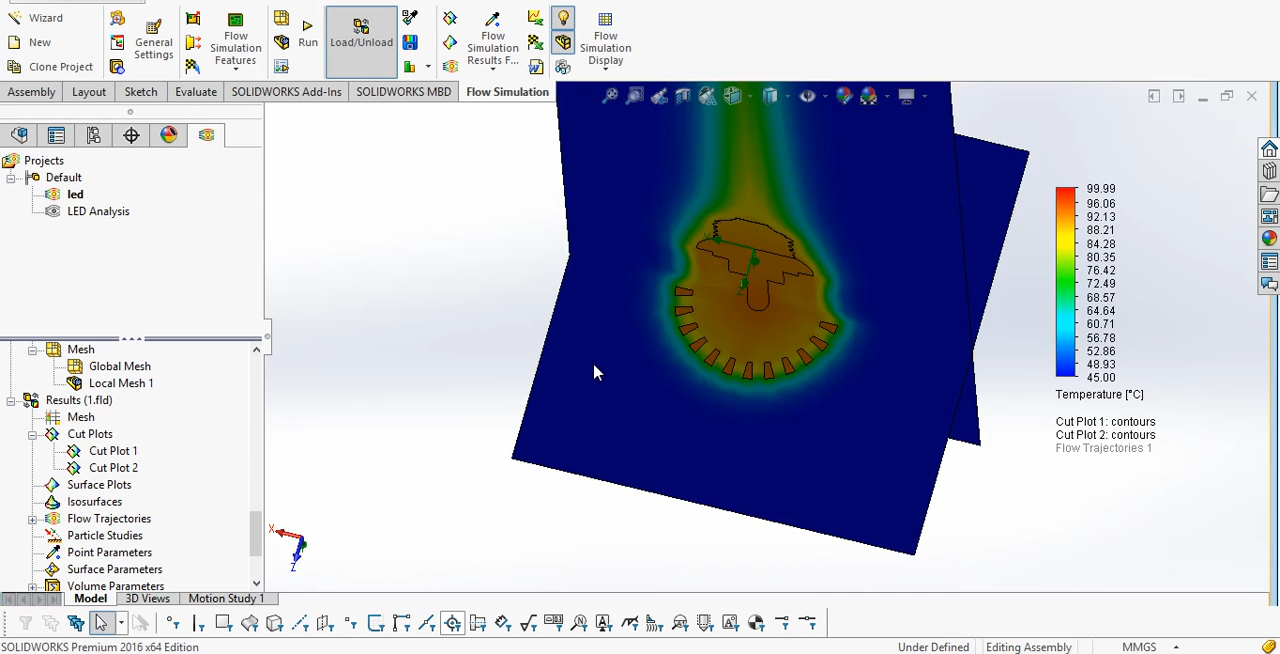 Wizard
New
Clone Project
General
Settings
Flow
Simulation
Features
Run
Load/Unload
Flow
Simulation
Results F...
Flow
Simulation
Display
Assembly Layout Sketch Evaluate SOLIDWORKS Add-Ins SOLIDWORKS MBD Flow Simulation
Projects
Default
led
LED Analysis
Mesh
Global Mesh
Local Mesh 1
Results (1.fld)
Mesh
Cut Plots
Cut Plot 1
Cut Plot 2
Surface Plots
Isosurfaces
Flow Trajectories
Particle Studies
Point Parameters
Surface Parameters
Volume Parameters
X
Z
99.99
96.06
92.13
88.21
84.28
80.35
76.42
72.49
68.57
64.64
60.71
56.78
52.86
48.93
45.00
Temperature [°C]
Cut Plot 1: contours
Cut Plot 2: contours
Flow Trajectories 1
Model 3D Views Motion Study 1
SOLIDWORKS Premium 2016 x64 Edition Under Defined Editing Assembly MMGS